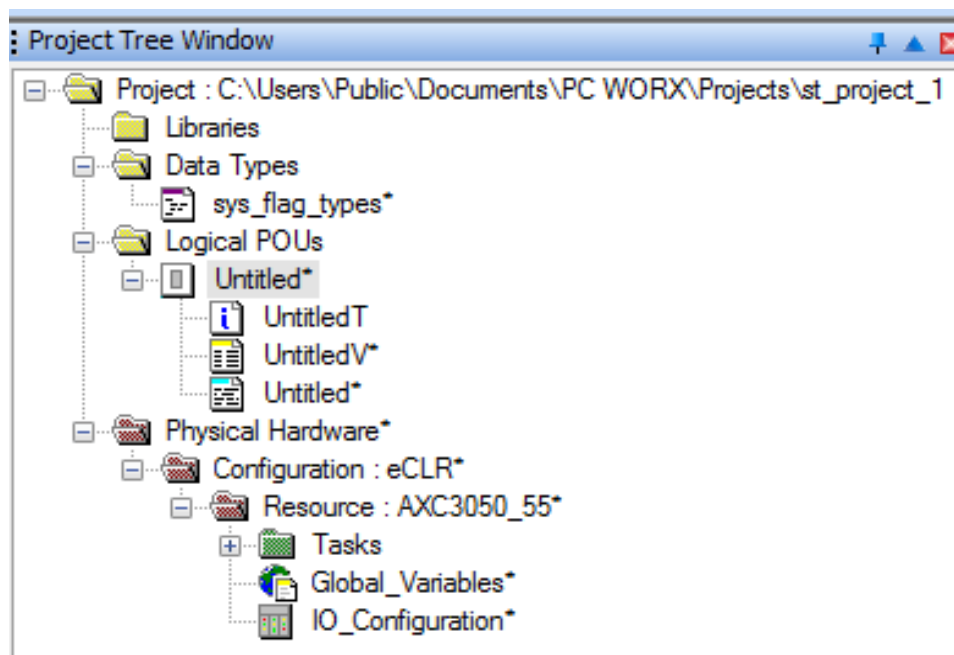 Project Tree Window
Project : C:\Users\Public\Documents\PC WORX\Projects\st_project_1
Libraries
Data Types
sys_flag_types*
Logical POUs
Untitled*
UntitledT
UntitledV*
Untitled*
Physical Hardware*
Configuration : eCLR*
Resource : AXC3050_55*
Tasks
Global_Variables*
IO_Configuration*